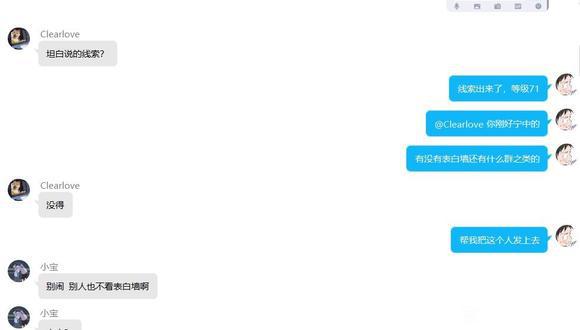 Clearlove
坦白说的线索？
线索出来了，等级71
@Clearlove 你刚好宁中的
有没有表白墙还有什么群之类的
Clearlove
没得
帮我把这个人发上去
小宝
别闹 别人也不看表白墙啊
小宝